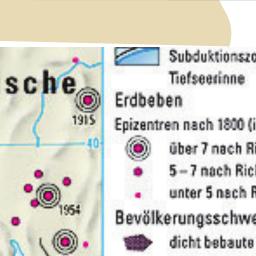 sche
1915
40
1954
Subduktionszo
Tiefseerinne
Erdbeben
Epizentren nach 1800 (i
über 7 nach Ri
5 – 7 nach Rich
unter 5 nach R
Bevölkerungsschwe
dicht bebaute